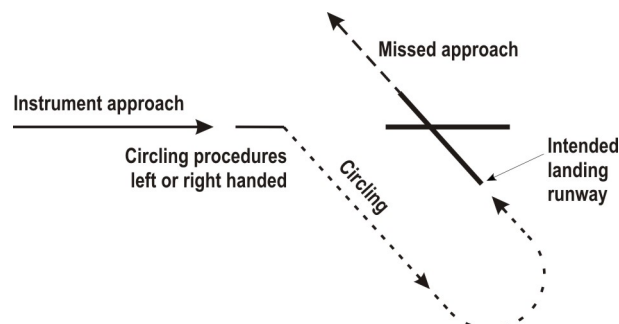 Missed approach
Instrument approach
Circling procedures
left or right handed
Circling
Intended
landing
runway